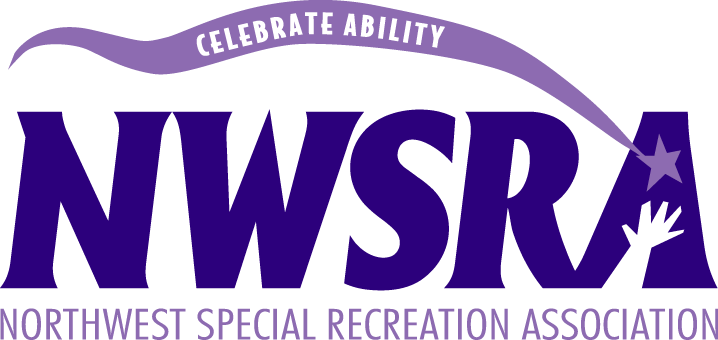 CELEBRATE ABILITY
NWSRA
NORTHWEST SPECIAL RECREATION ASSOCIATION